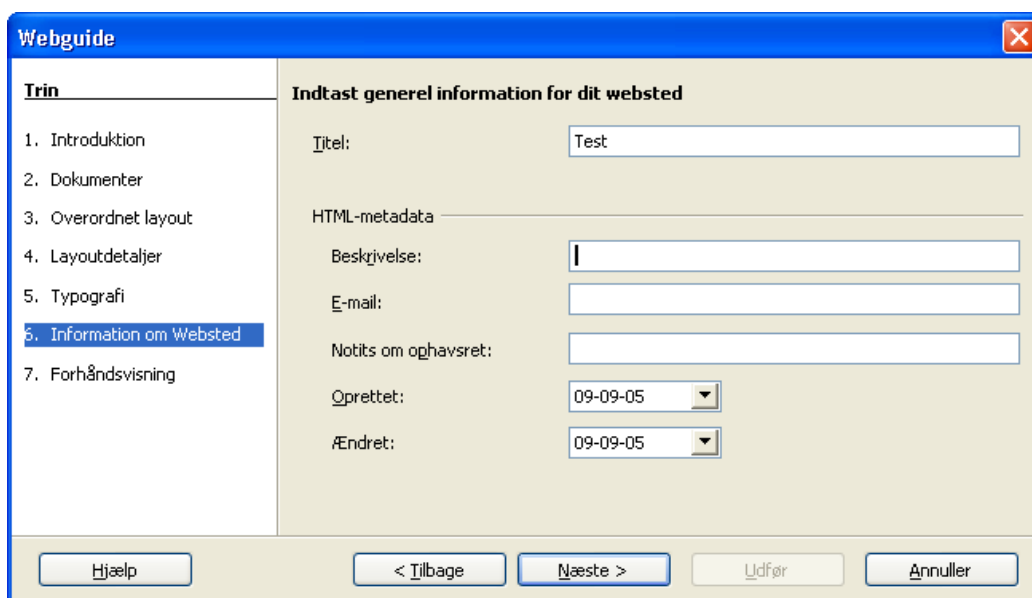 Webguide
Trin
1. Introduktion
2. Dokumenter
3. Overordnet layout
4. Layoutdetaljer
5. Typografi
6. Information om Websted
7. Forhåndsvisning
Indtast generel information for dit websted
Titel: Test
HTML-metadata
Beskrivelse:
E-mail:
Notits om ophavsret:
Oprettet: 09-09-05
Ændret: 09-09-05
Hjælp < Tilbage Næste > Udfør Annuller